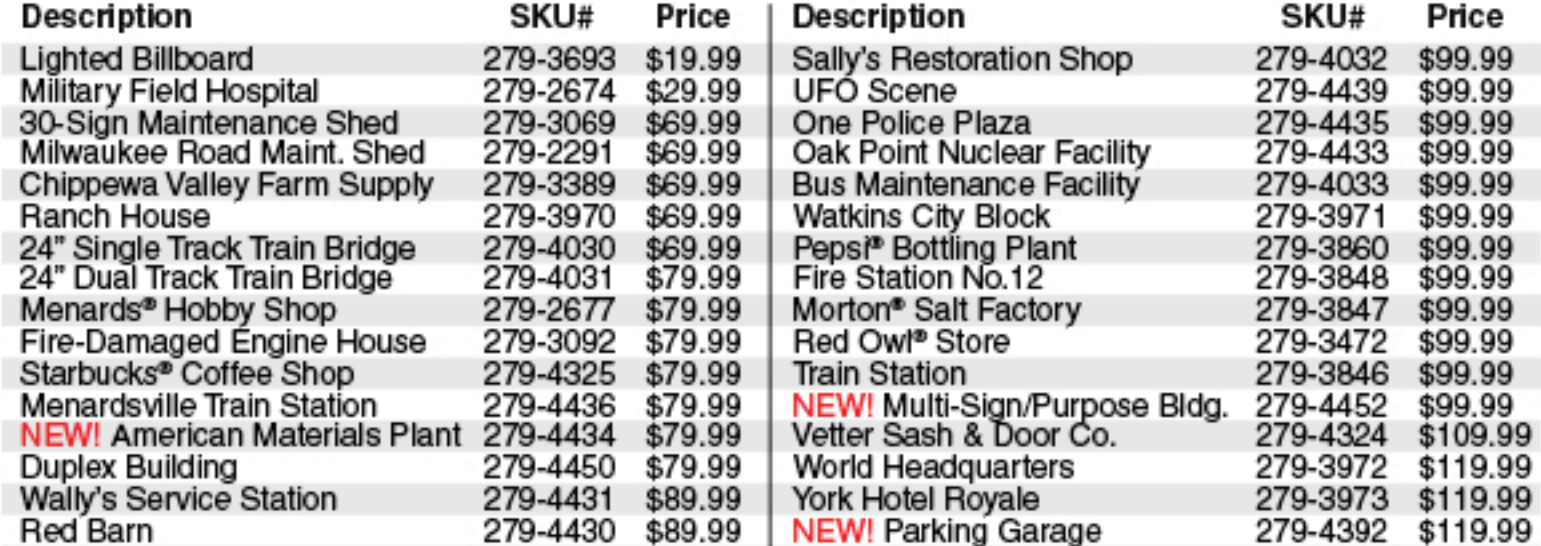 Description SKU# Price
Lighted Billboard 279-3693 $19.99
Military Field Hospital 279-2674 $29.99
30-Sign Maintenance Shed 279-3069 $69.99
Milwaukee Road Maint. Shed 279-2291 $69.99
Chippewa Valley Farm Supply 279-3389 $69.99
Ranch House 279-3970 $69.99
24” Single Track Train Bridge 279-4030 $69.99
24” Dual Track Train Bridge 279-4031 $79.99
Menards® Hobby Shop 279-2677 $79.99
Fire-Damaged Engine House 279-3092 $79.99
Starbucks® Coffee Shop 279-4325 $79.99
Menardsville Train Station 279-4436 $79.99
NEW! American Materials Plant 279-4434 $79.99
Duplex Building 279-4450 $79.99
Wally’s Service Station 279-4431 $89.99
Red Barn 279-4430 $89.99
Description SKU# Price
Sally’s Restoration Shop 279-4032 $99.99
UFO Scene 279-4439 $99.99
One Police Plaza 279-4435 $99.99
Oak Point Nuclear Facility 279-4433 $99.99
Bus Maintenance Facility 279-4033 $99.99
Watkins City Block 279-3971 $99.99
Pepsi® Bottling Plant 279-3860 $99.99
Fire Station No.12 279-3848 $99.99
Morton® Salt Factory 279-3847 $99.99
Red Owl® Store 279-3472 $99.99
Train Station 279-3846 $99.99
NEW! Multi-Sign/Purpose Bldg. 279-4452 $99.99
Vetter Sash & Door Co. 279-4324 $109.99
World Headquarters 279-3972 $119.99
York Hotel Royale 279-3973 $119.99
NEW! Parking Garage 279-4392 $119.99